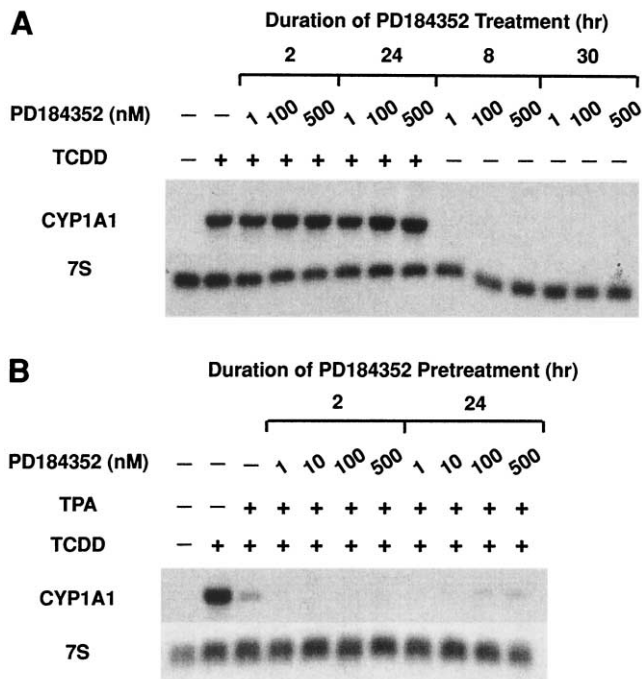 A
Duration of PD184352 Treatment (hr)
2 24 8 30
PD184352 (nM) – – 1 100 500 1 100 500 1 100 500 1 100 500
TCDD – + + + + + + + – – – – – –
CYP1A1
7S
B
Duration of PD184352 Pretreatment (hr)
2 24
PD184352 (nM) – – – 1 10 100 500 1 10 100 500
TPA – – + + + + + + + + +
TCDD – + + + + + + + + + +
CYP1A1
7S